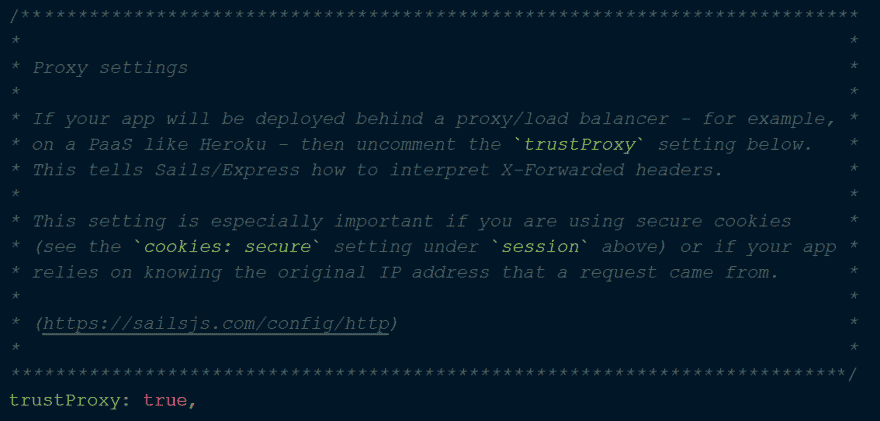 /***************************************************************************
*                                                                          *
* Proxy settings                                                           *
*                                                                          *
* If your app will be deployed behind a proxy/load balancer - for example, *
* on a PaaS like Heroku - then uncomment the `trustProxy` setting below.   *
* This tells Sails/Express how to interpret X-Forwarded headers.           *
*                                                                          *
* This setting is especially important if you are using secure cookies     *
* (see the `cookies: secure` setting under `session` above) or if your app *
* relies on knowing the original IP address that a request came from.      *
*                                                                          *
* (https://sailsjs.com/config/http)                                        *
*                                                                          *
***************************************************************************/
trustProxy: true,